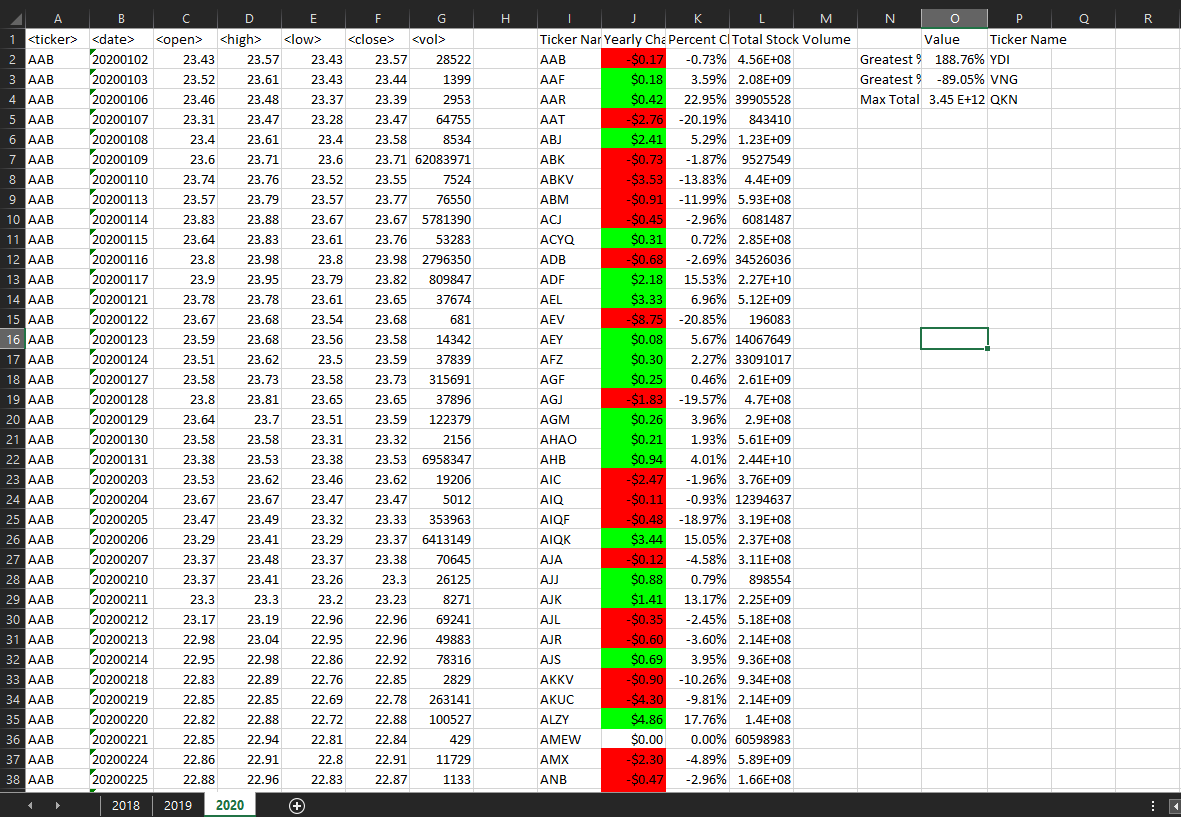 A B C D E F G H I J K L M N O P Q R
1 <ticker> <date> <open> <high> <low> <close> <vol> Ticker Nar Yearly Cha Percent C Total Stock Volume Value Ticker Name
2 AAB 20200102 23.43 23.57 23.43 23.57 28522 AAB -$0.17 -0.73% 4.56E+08 Greatest % 188.76% YDI
3 AAB 20200103 23.52 23.61 23.43 23.44 1399 AAF $0.18 3.59% 2.08E+09 Greatest % -89.05% VNG
4 AAB 20200106 23.46 23.48 23.37 23.39 2953 AAR $0.42 22.95% 39905528 Max Total 3.45 E+12 QKN
5 AAB 20200107 23.31 23.47 23.28 23.47 64755 AAT -$2.76 -20.19% 843410
6 AAB 20200108 23.4 23.61 23.4 23.58 8534 ABJ $2.41 5.29% 1.23E+09
7 AAB 20200109 23.6 23.71 23.6 23.71 62083971 ABK -$0.73 -1.87% 9527549
8 AAB 20200110 23.74 23.76 23.52 23.55 7524 ABKV -$3.53 -13.83% 4.4E+09
9 AAB 20200113 23.57 23.79 23.57 23.77 76550 ABM -$0.91 -11.99% 5.93E+08
10 AAB 20200114 23.83 23.88 23.67 23.67 5781390 ACJ -$0.45 -2.96% 6081487
11 AAB 20200115 23.64 23.83 23.61 23.76 53283 ACYQ $0.31 0.72% 2.85E+08
12 AAB 20200116 23.8 23.98 23.8 23.98 2796350 ADB -$0.68 -2.69% 34526036
13 AAB 20200117 23.9 23.95 23.79 23.82 809847 ADF $2.18 15.53% 2.27E+10
14 AAB 20200121 23.78 23.78 23.61 23.65 37674 AEL $3.33 6.96% 5.12E+09
15 AAB 20200122 23.67 23.68 23.54 23.68 681 AEV -$8.75 -20.85% 196083
16 AAB 20200123 23.59 23.68 23.56 23.58 14342 AEY $0.08 5.67% 14067649
17 AAB 20200124 23.51 23.62 23.5 23.59 37839 AFZ $0.30 2.27% 33091017
18 AAB 20200127 23.58 23.73 23.58 23.73 315691 AGF $0.25 0.46% 2.61E+09
19 AAB 20200128 23.8 23.81 23.65 23.65 37896 AGJ -$1.83 -19.57% 4.7E+08
20 AAB 20200129 23.64 23.7 23.51 23.59 122379 AGM $0.26 3.96% 2.9E+08
21 AAB 20200130 23.58 23.58 23.31 23.32 2156 AHAO $0.21 1.93% 5.61E+09
22 AAB 20200131 23.38 23.53 23.38 23.53 6958347 AHB $0.94 4.01% 2.44E+10
23 AAB 20200203 23.53 23.62 23.46 23.62 19206 AIC -$2.47 -1.96% 3.76E+09
24 AAB 20200204 23.67 23.67 23.47 23.47 5012 AIQ -$0.11 -0.93% 12394637
25 AAB 20200205 23.47 23.49 23.32 23.33 353963 AIQF -$0.48 -18.97% 3.19E+08
26 AAB 20200206 23.29 23.41 23.29 23.37 6413149 AIQK $3.44 15.05% 2.37E+08
27 AAB 20200207 23.37 23.48 23.37 23.38 70645 AJA -$0.12 -4.58% 3.11E+08
28 AAB 20200210 23.37 23.41 23.26 23.3 26125 AJJ $0.88 0.79% 898554
29 AAB 20200211 23.3 23.3 23.2 23.23 8271 AJK $1.41 13.17% 2.25E+09
30 AAB 20200212 23.17 23.19 22.96 22.96 69241 AJL -$0.35 -2.45% 5.18E+08
31 AAB 20200213 22.98 23.04 22.95 22.96 49883 AJR -$0.60 -3.60% 2.14E+08
32 AAB 20200214 22.95 22.98 22.86 22.92 78316 AJS $0.69 3.95% 9.36E+08
33 AAB 20200218 22.83 22.89 22.76 22.85 2829 AKKV -$0.90 -10.26% 9.34E+08
34 AAB 20200219 22.85 22.85 22.69 22.78 263141 AKUC -$4.30 -9.81% 2.14E+09
35 AAB 20200220 22.82 22.88 22.72 22.88 100527 ALZY $4.86 17.76% 1.4E+08
36 AAB 20200221 22.85 22.94 22.81 22.84 429 AMEW $0.00 0.00% 60598983
37 AAB 20200224 22.86 22.91 22.8 22.91 11729 AMX -$2.30 -4.89% 5.89E+09
38 AAB 20200225 22.88 22.96 22.83 22.87 1133 ANB -$0.47 -2.96% 1.66E+08
2018 2019 2020